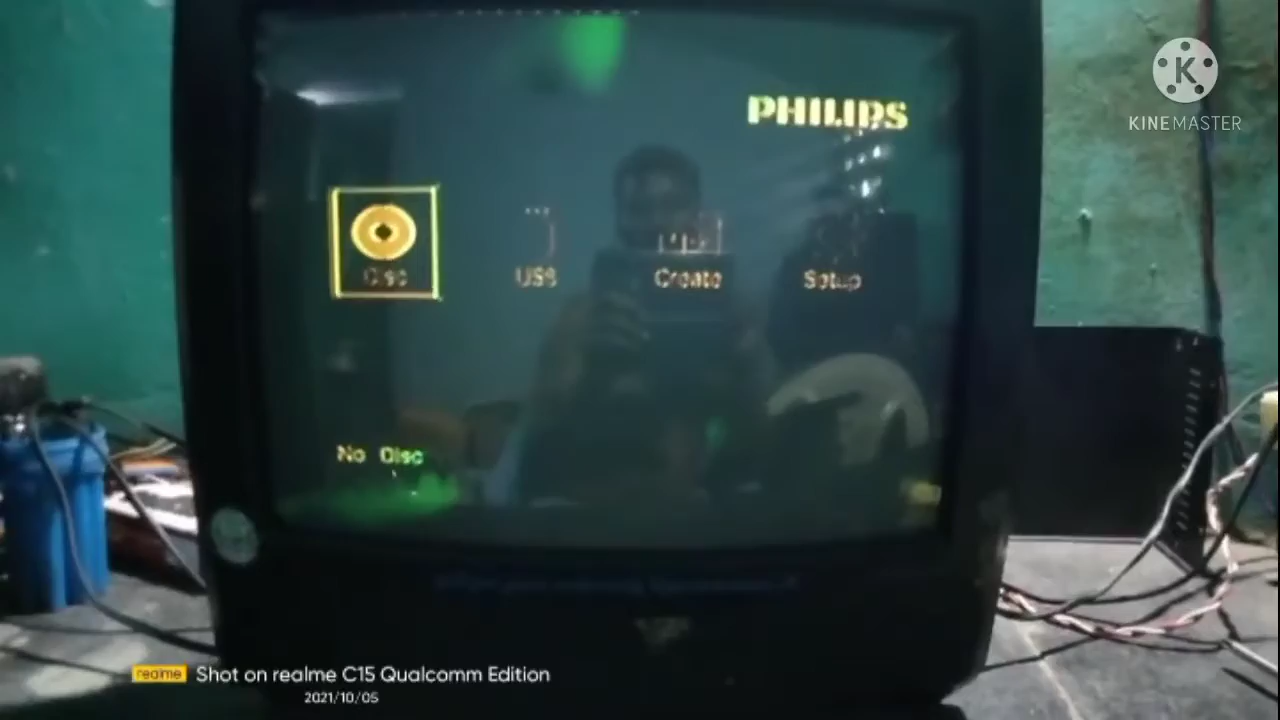 PHILIPS
KINEMASTER
Disc
USB
Create
Setup
No Disc
realme Shot on realme C15 Qualcomm Edition
2021/10/05